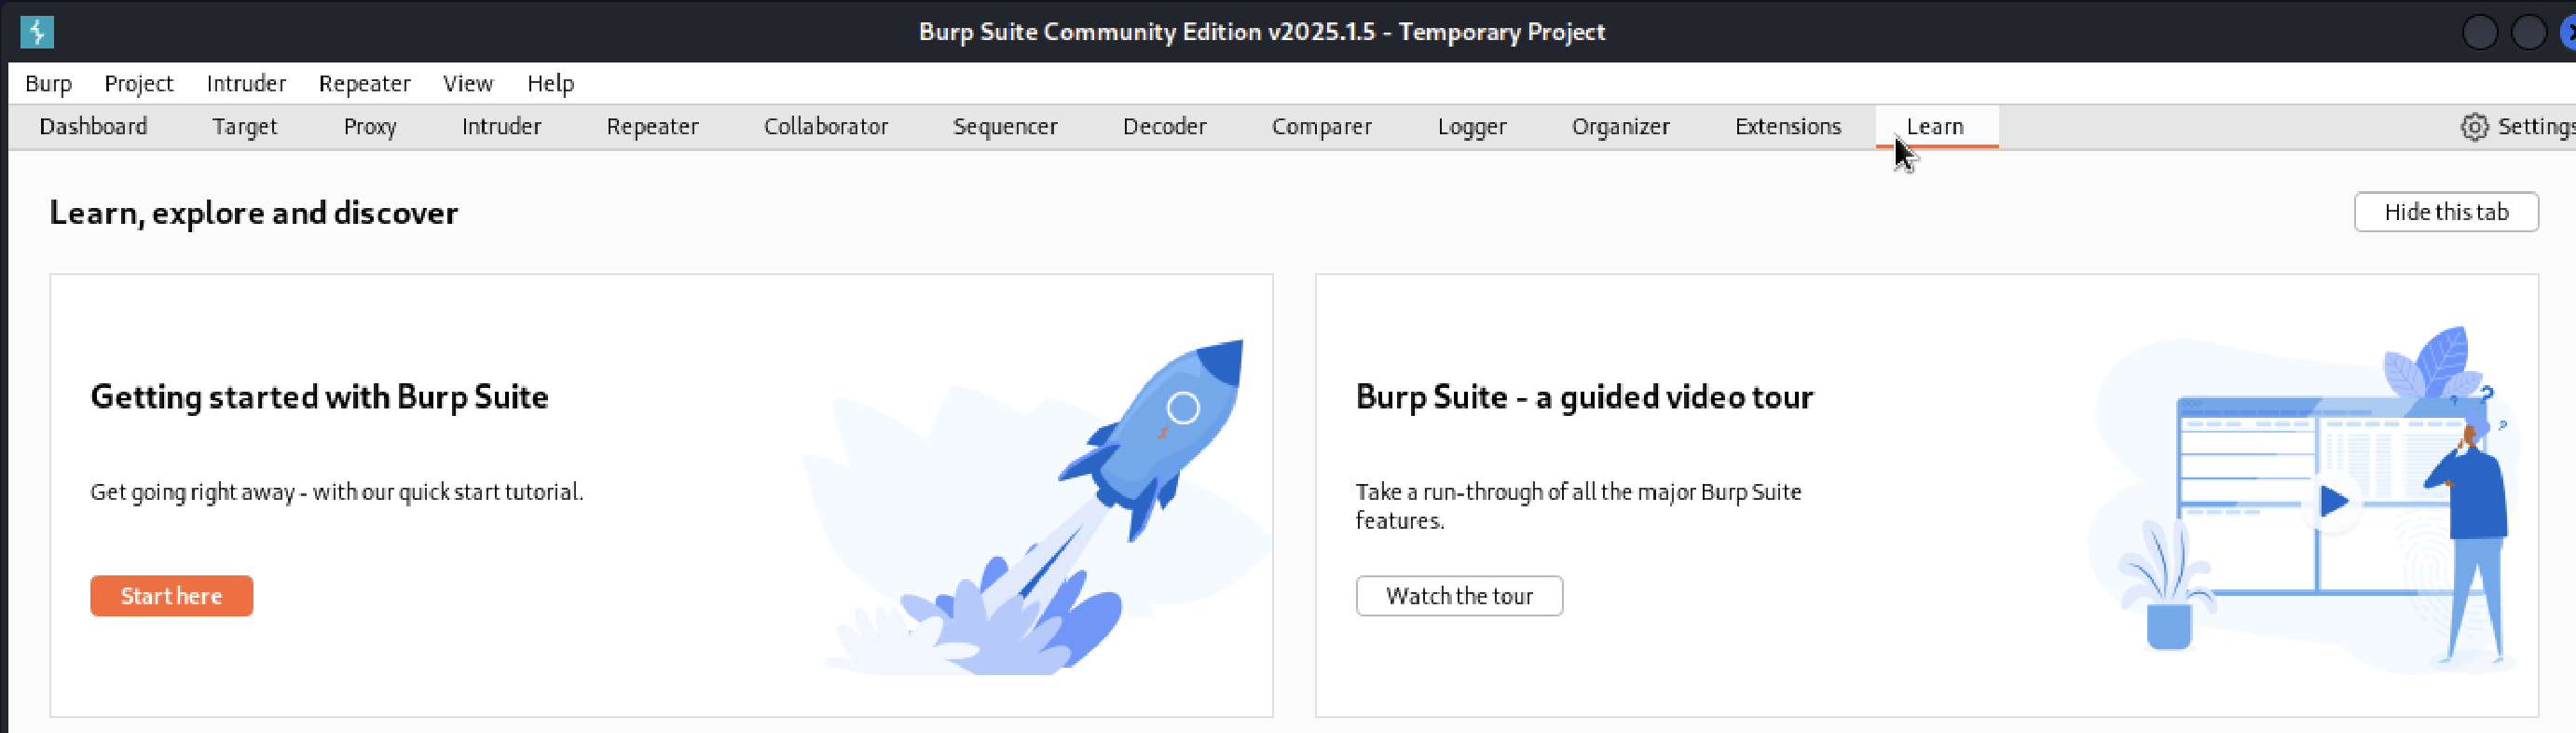 Burp Suite Community Edition v2025.1.5 - Temporary Project
Burp Project Intruder Repeater View Help
Dashboard Target Proxy Intruder Repeater Collaborator Sequencer Decoder Comparer Logger Organizer Extensions Learn Settings
Learn, explore and discover
Hide this tab
Getting started with Burp Suite
Get going right away - with our quick start tutorial.
Start here
Burp Suite - a guided video tour
Take a run-through of all the major Burp Suite
features.
Watch the tour